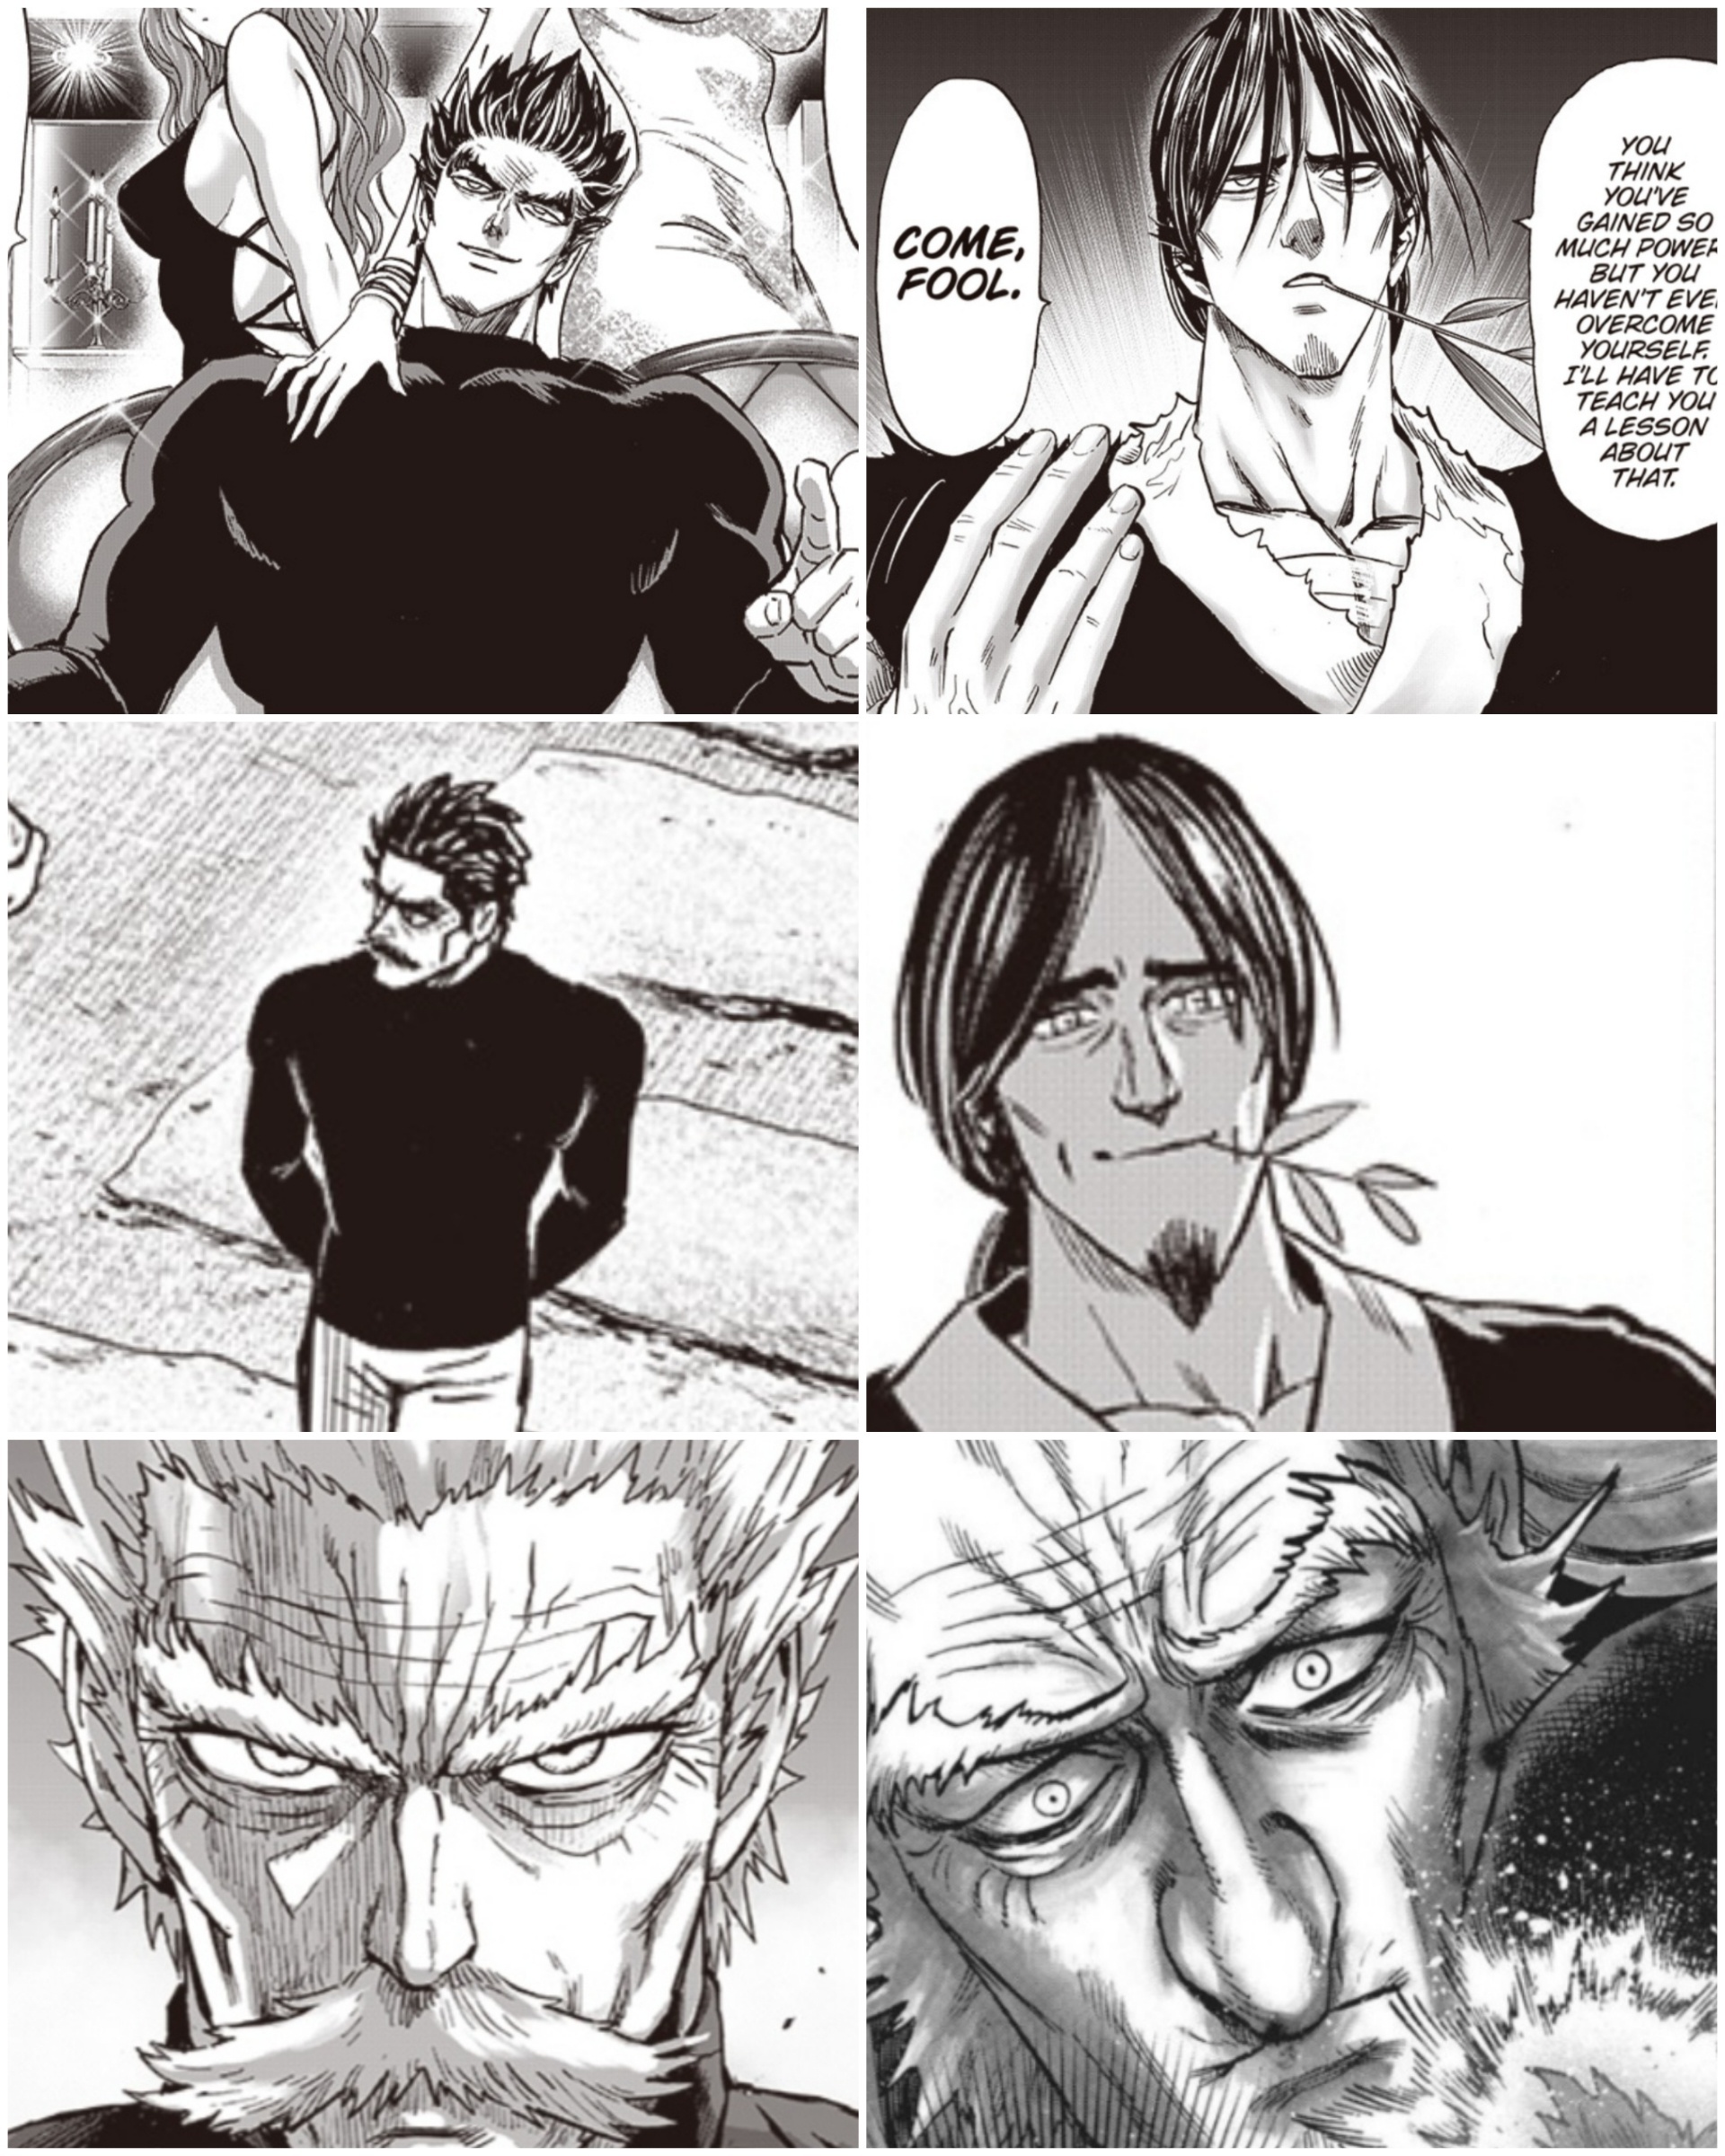 COME,
FOOL.
YOU
THINK
YOU'VE
GAINED SO
MUCH POWER
BUT YOU
HAVEN'T EVE
OVERCOME
YOURSELF.
I'LL HAVE TO
TEACH YOU
A LESSON
ABOUT
THAT.